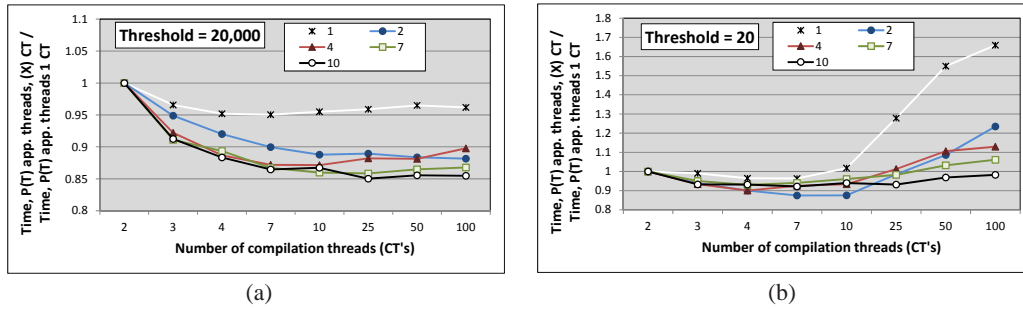 Time, P(T) app. threads, (X) CT /
Time, P(T) app. threads 1 CT
1.1
1.05
1
0.95
0.9
0.85
0.8
Threshold = 20,000
1 2
4 7
10
2 3 4 7 10 25 50 100
Number of compilation threads (CT's)
(a)
Time, P(T) app. threads, (X) CT /
Time, P(T) app. threads 1 CT
1.8
1.7
1.6
1.5
1.4
1.3
1.2
1.1
1
0.9
0.8
Threshold = 20
1 2
4 7
10
2 3 4 7 10 25 50 100
Number of compilation threads (CT's)
(b)